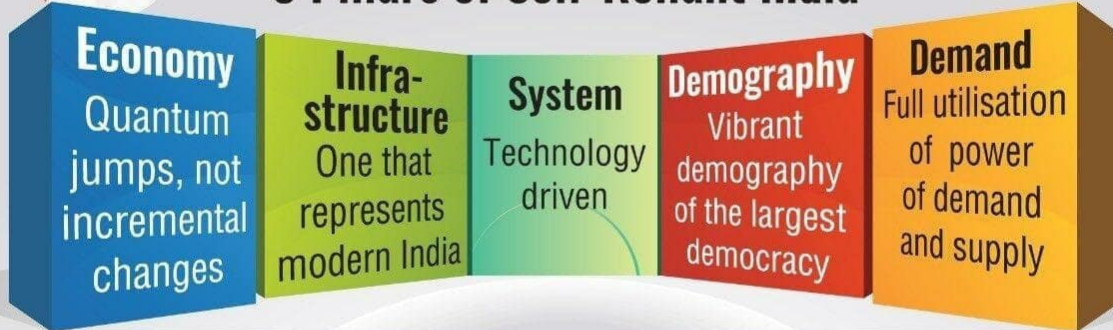 Economy
Quantum
jumps, not
incremental
changes
Infra-
structure
One that
represents
modern India
System
Technology
driven
Demography
Vibrant
demography
of the largest
democracy
Demand
Full utilisation
of power
of demand
and supply